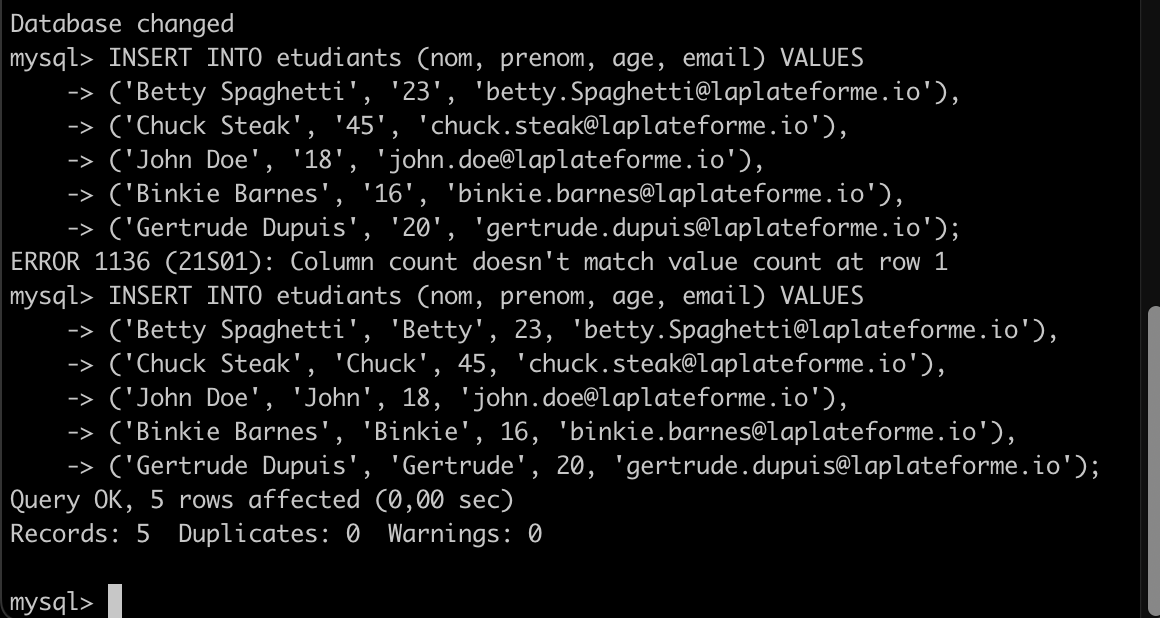 Database changed
mysql> INSERT INTO etudiants (nom, prenom, age, email) VALUES
    -> ('Betty Spaghetti', '23', 'betty.Spaghetti@laplateforme.io'),
    -> ('Chuck Steak', '45', 'chuck.steak@laplateforme.io'),
    -> ('John Doe', '18', 'john.doe@laplateforme.io'),
    -> ('Binkie Barnes', '16', 'binkie.barnes@laplateforme.io'),
    -> ('Gertrude Dupuis', '20', 'gertrude.dupuis@laplateforme.io');
ERROR 1136 (21S01): Column count doesn't match value count at row 1
mysql> INSERT INTO etudiants (nom, prenom, age, email) VALUES
    -> ('Betty Spaghetti', 'Betty', 23, 'betty.Spaghetti@laplateforme.io'),
    -> ('Chuck Steak', 'Chuck', 45, 'chuck.steak@laplateforme.io'),
    -> ('John Doe', 'John', 18, 'john.doe@laplateforme.io'),
    -> ('Binkie Barnes', 'Binkie', 16, 'binkie.barnes@laplateforme.io'),
    -> ('Gertrude Dupuis', 'Gertrude', 20, 'gertrude.dupuis@laplateforme.io');
Query OK, 5 rows affected (0,00 sec)
Records: 5  Duplicates: 0  Warnings: 0
mysql>